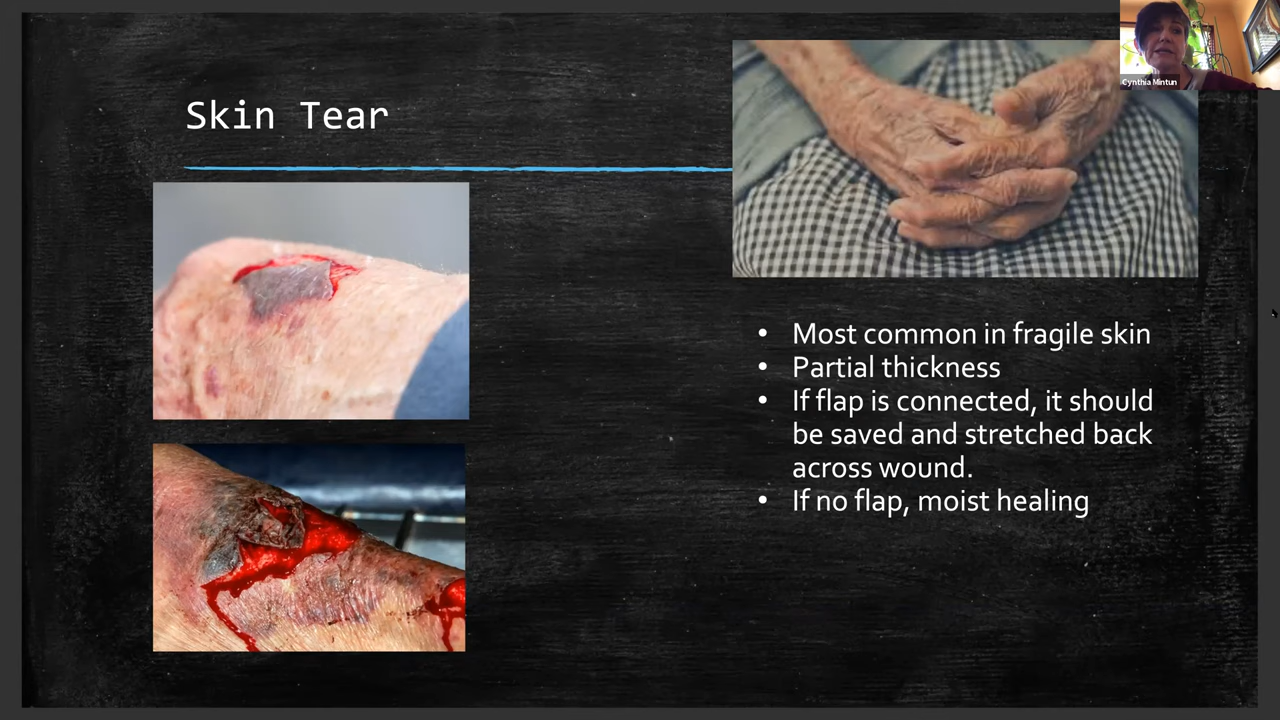 Cynthia Mintun
Skin Tear
• Most common in fragile skin
• Partial thickness
• If flap is connected, it should
be saved and stretched back
across wound.
• If no flap, moist healing